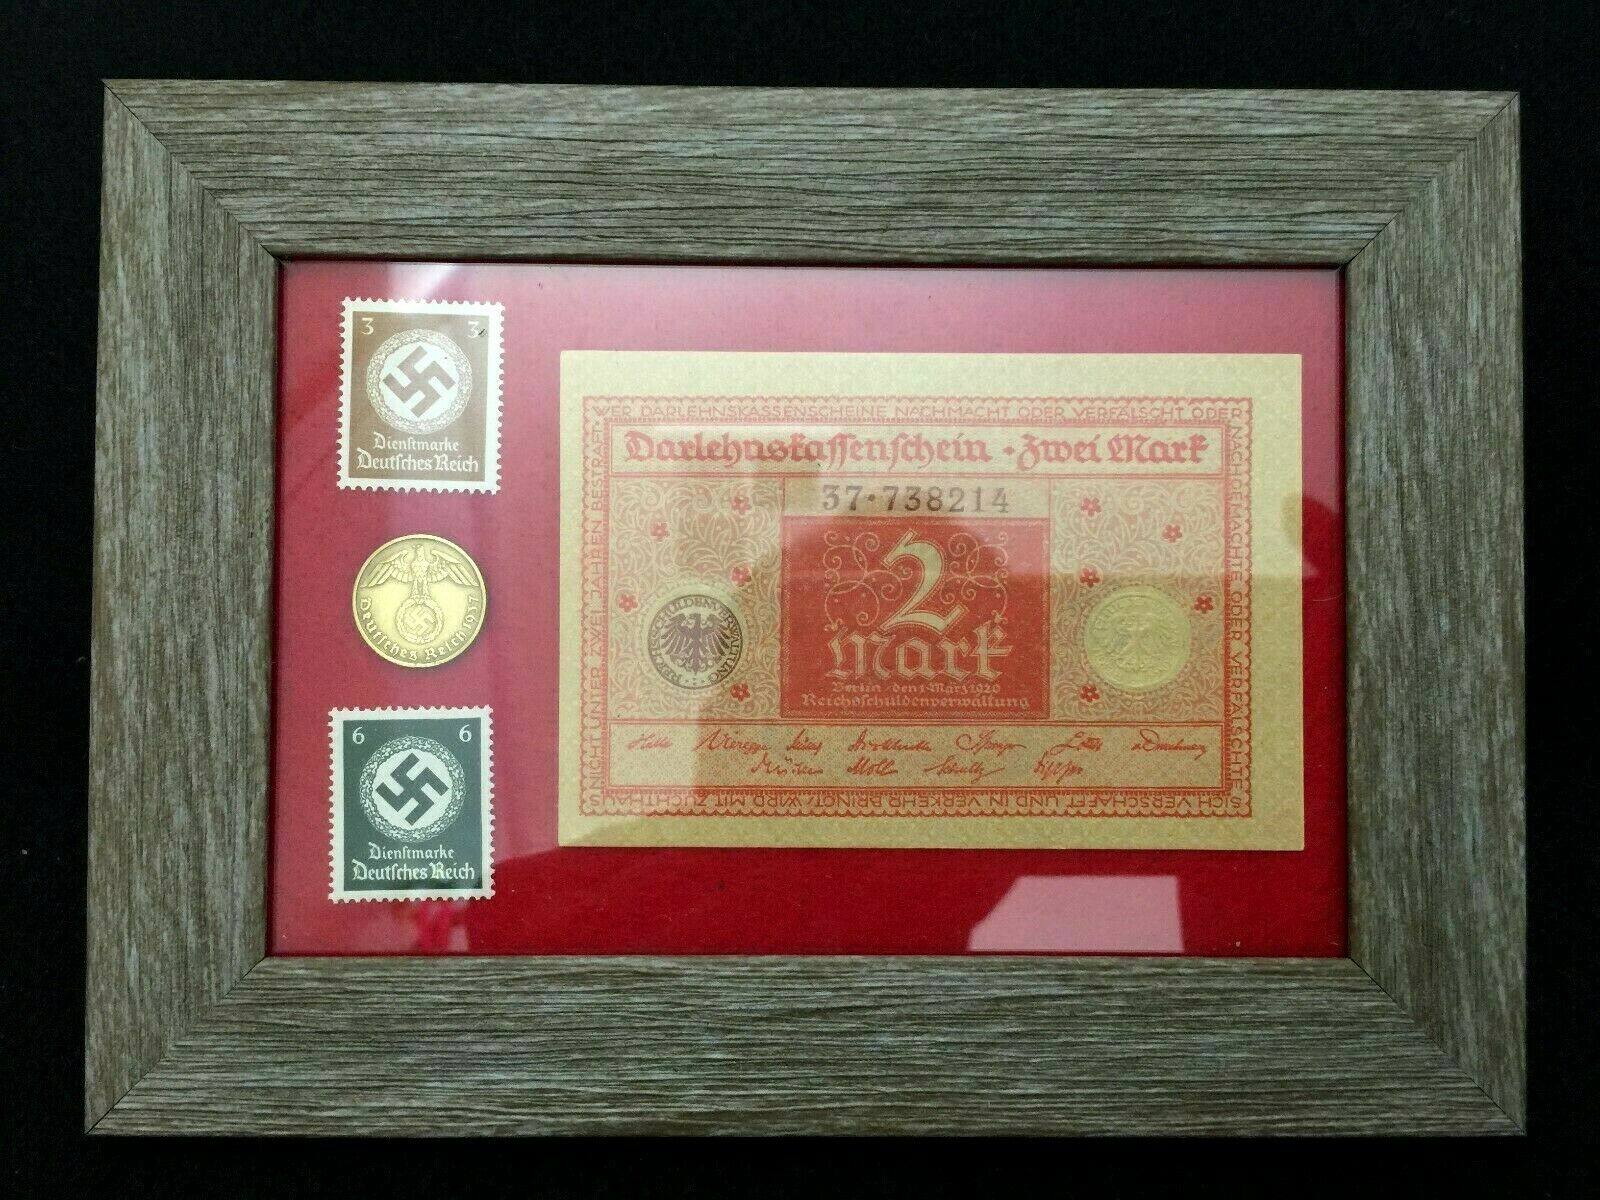 3 3
Dienſtmarke
Deutſches Reich
Deutſches Reich 1937
6 6
Dienſtmarke
Deutſches Reich
WER DARLEHNSKASSENSCHEINE NACHMACHT ODER VERFÄLSCHT ODER
NACHGEMACHTE ODER VERFÄLSCHTE
SICH VERSCHAFFT UND IN VERKEHR BRINGT, WIRD MIT ZUCHTHAUS
NICHT UNTER ZWEI JAHREN BESTRAFT
Darlehnskaſſenſchein · Zwei Mark
37·738214
2
Mark
Berlin, den 1. März 1920
Reichsschuldenverwaltung
REICHSSCHULDENVERWALTUNG